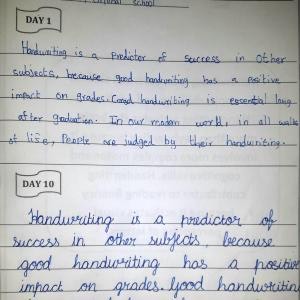 External school
DAY 1
Handwriting is a predictor of success in other
subjects, because good handwriting has a positive
impact on grades. Good handwriting is essential long
after graduation. In our modern world, in all walks
of life, People are judged by their handwriting.
DAY 10
Handwriting is a predictor of
success in other subjects, because
good handwriting has a positive
impact on grades. Good handwriting